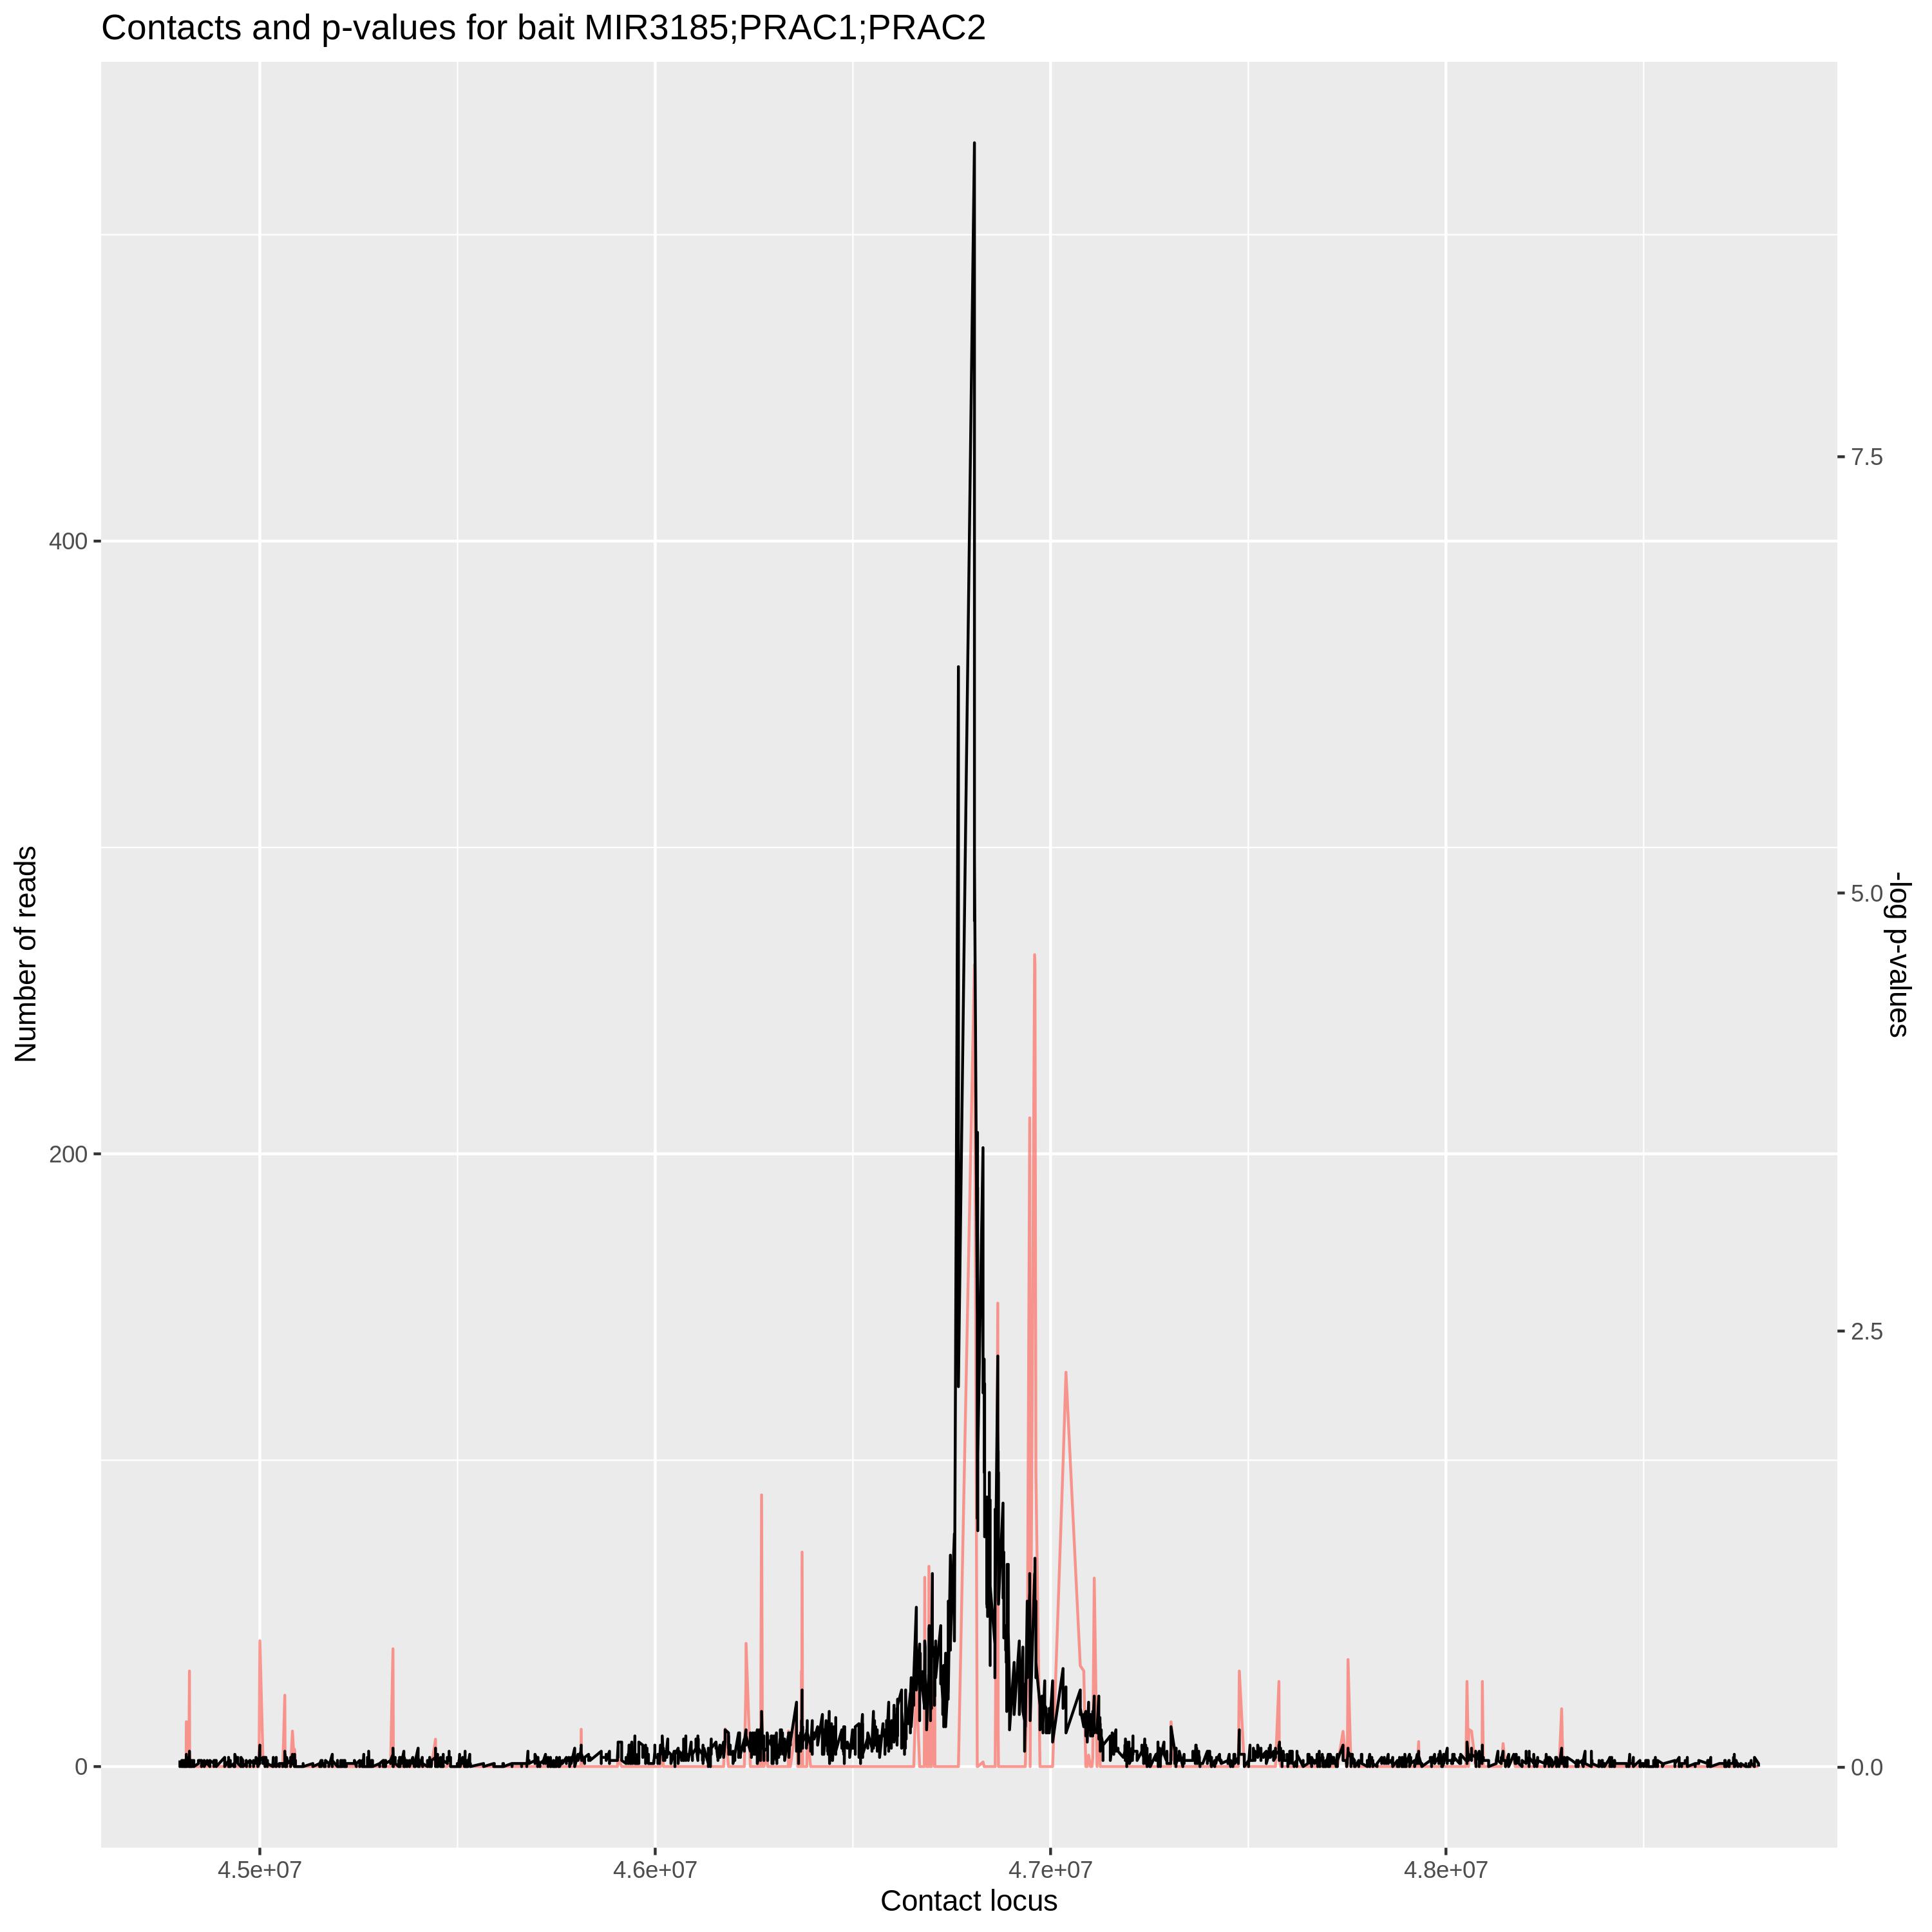 Contacts and p-values for bait MIR3185;PRAC1;PRAC2
Number of reads
400
200
0
7.5
5.0
2.5
0.0
-log p-values
4.5e+07
4.6e+07
4.7e+07
4.8e+07
Contact locus